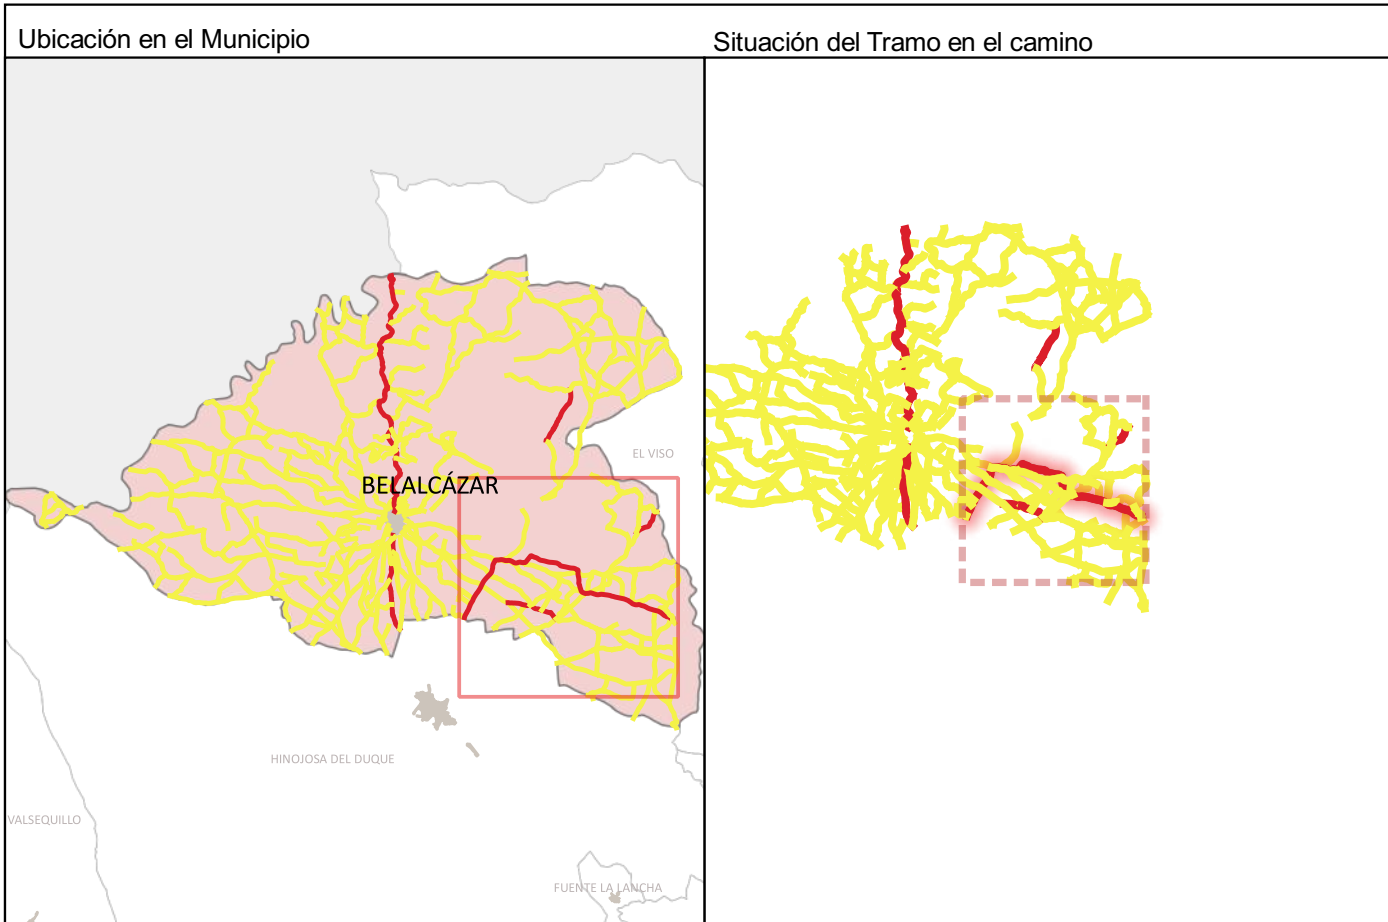 Ubicación en el Municipio
Situación del Tramo en el camino
EL VISO
BELALCÁZAR
HINOJOSA DEL DUQUE
VALSEQUILLO
FUENTE LA LANCHA